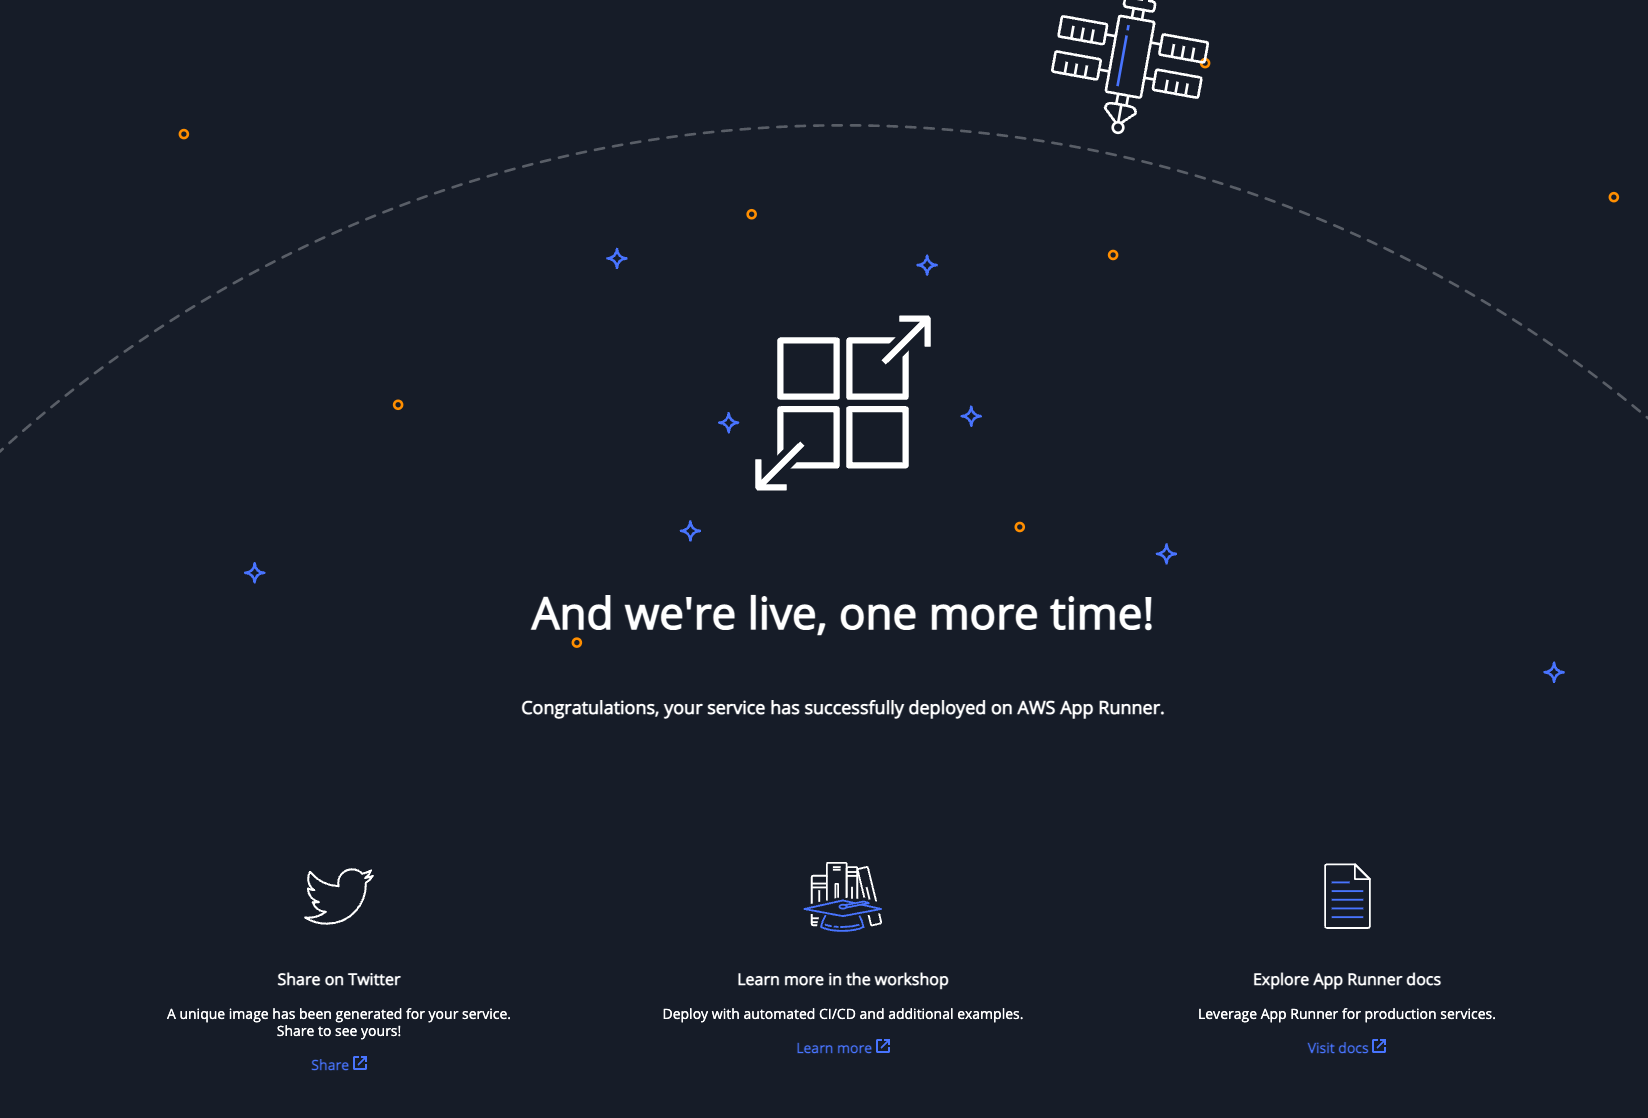 And we're live, one more time!
Congratulations, your service has successfully deployed on AWS App Runner.
Share on Twitter
A unique image has been generated for your service.
Share to see yours!
Share
Learn more in the workshop
Deploy with automated CI/CD and additional examples.
Learn more
Explore App Runner docs
Leverage App Runner for production services.
Visit docs